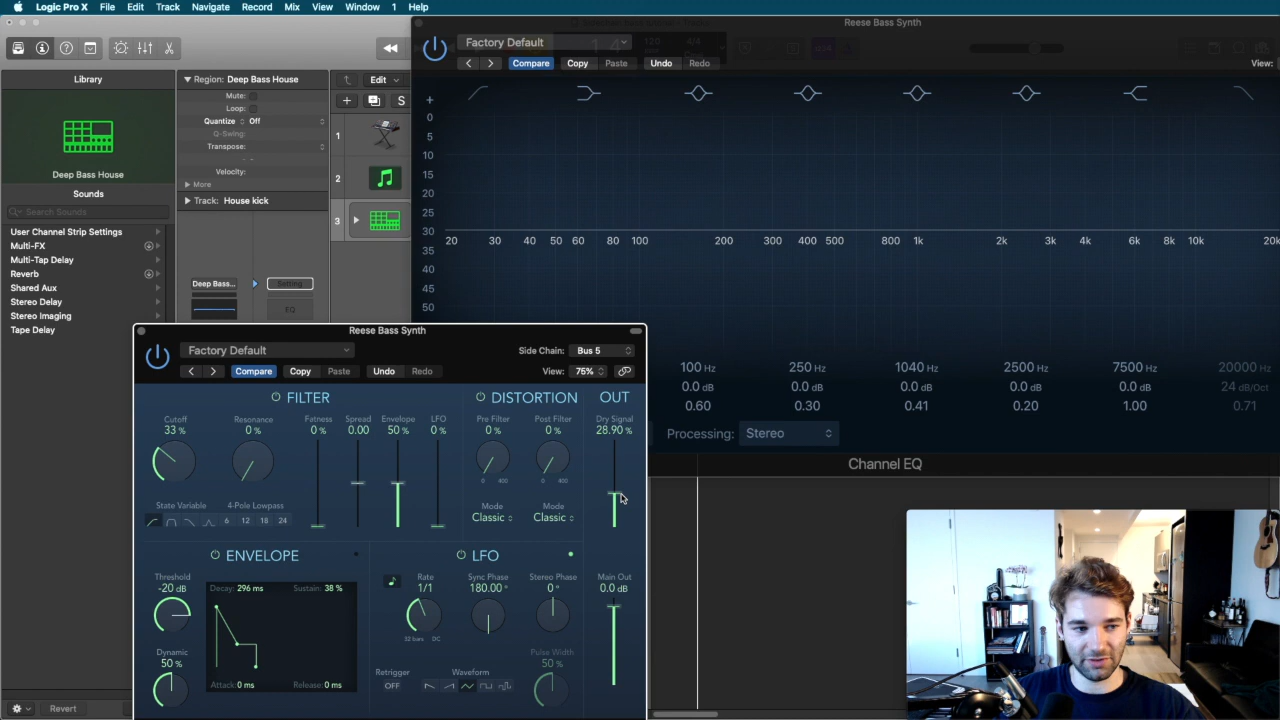 Logic Pro X File Edit Track Navigate Record Mix View Window 1 Help
Reese Bass Synth
Factory Default
Compare Copy Paste Undo Redo View:
Library
Region: Deep Bass House
Edit
Mute:
Loop:
Quantize Off
Q-Swing:
Transpose:
Velocity:
More
Track: House kick
S
1
2
3
Deep Bass House
Sounds
Search Sounds
User Channel Strip Settings
Multi-FX
Multi-Tap Delay
Reverb
Shared Aux
Stereo Delay
Stereo Imaging
Tape Delay
Deep Bass...
Setting
EQ
+
0
5
10
15
20
25
30
35
40
45
50
20 30 40 50 60 80 100 200 300 400 500 800 1k 2k 3k 4k 6k 8k 10k 20k
100 Hz 250 Hz 1040 Hz 2500 Hz 7500 Hz 20000 Hz
0.0 dB 0.0 dB 0.0 dB 0.0 dB 0.0 dB 24 dB/Oct
0.60 0.30 0.41 0.20 1.00 0.71
Processing: Stereo
Channel EQ
Reese Bass Synth
Factory Default
Side Chain: Bus 5
Compare Copy Paste Undo Redo View: 75%
FILTER
DISTORTION
OUT
Cutoff
33 %
Resonance
0 %
Fatness
0 %
Spread
0.00
Envelope
50 %
LFO
0 %
Pre Filter
0 %
Post Filter
0 %
Dry Signal
28.90 %
0 400
0 400
State Variable
4-Pole Lowpass
6 12 18 24
Mode
Classic
Mode
Classic
ENVELOPE
LFO
Threshold
-20 dB
Decay: 296 ms Sustain: 38 %
Rate
1/1
Sync Phase
180.00 °
Stereo Phase
0°
Main Out
0.0 dB
32 bars DC
Dynamic
50 %
Attack: 0 ms Release: 0 ms
Retrigger
OFF
Waveform
Pulse Width
50 %
Revert